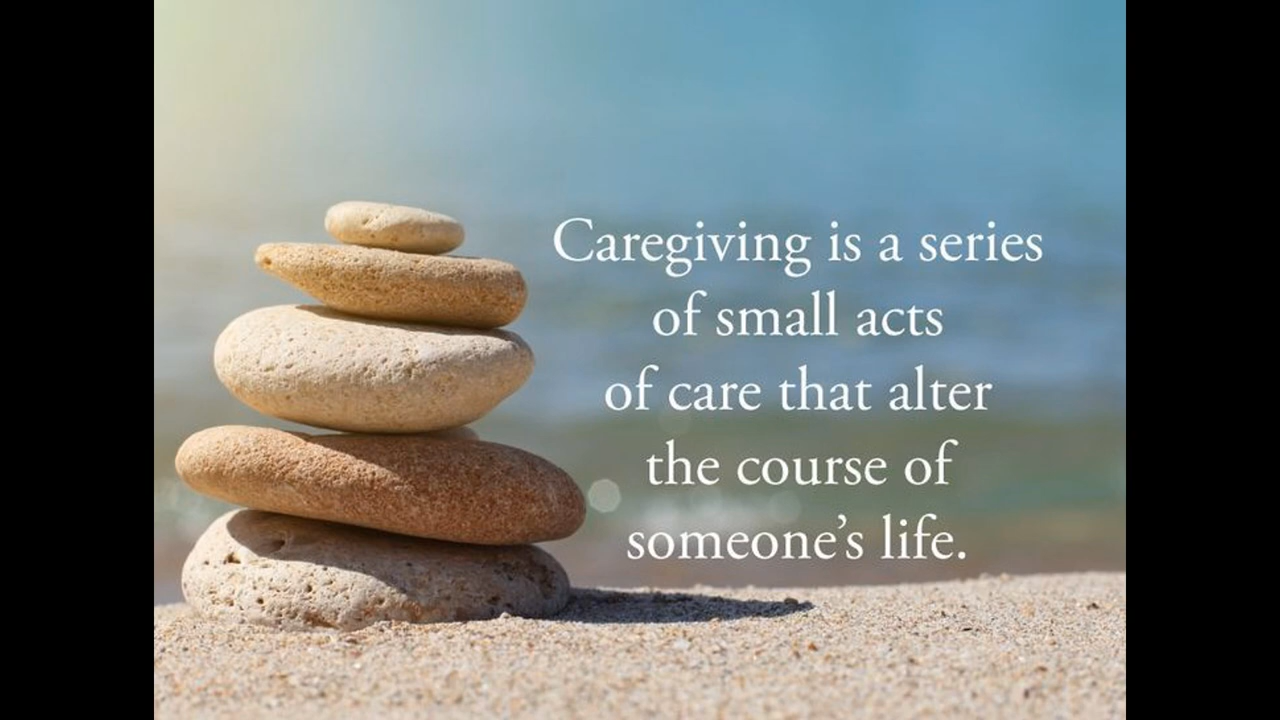 Caregiving is a series
of small acts
of care that alter
the course of
someone’s life.